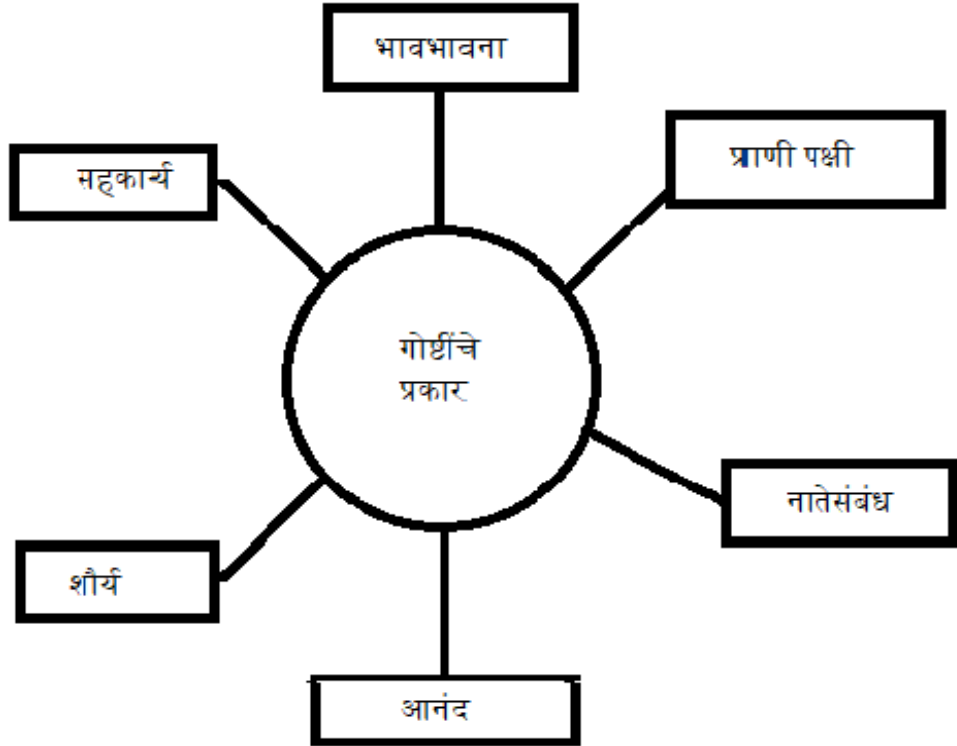 भावभावना
प्राणी पक्षी
सहकार्य
गोष्टींचे
प्रकार
नातेसंबंध
शौर्य
आनंद